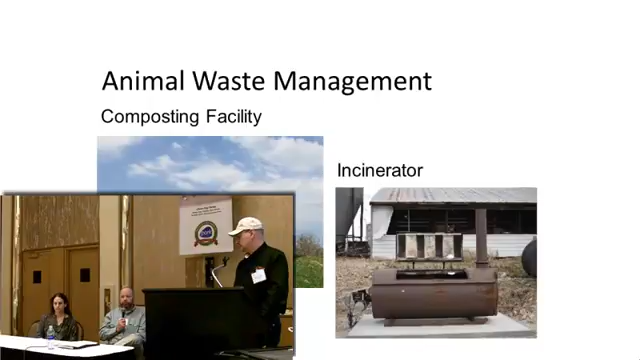 Animal Waste Management
Composting Facility
Incinerator